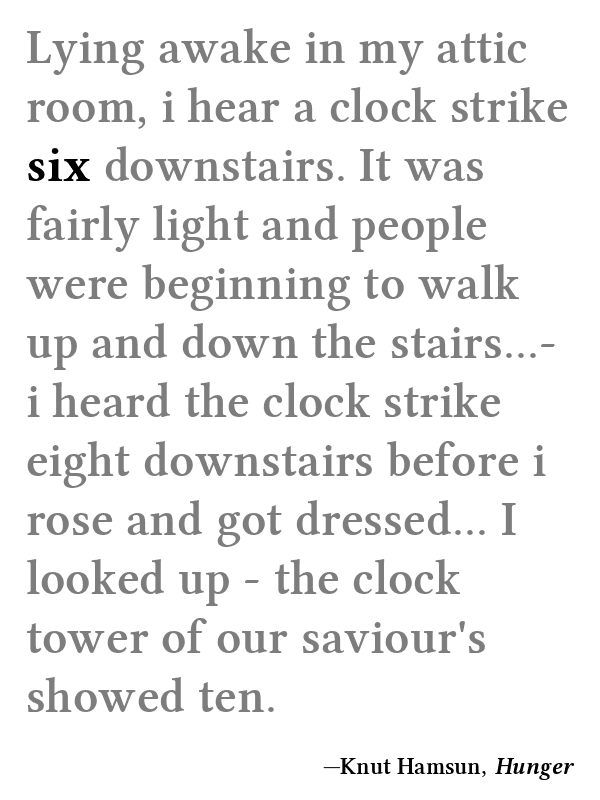 Lying awake in my attic
room, i hear a clock strike
six downstairs. It was
fairly light and people
were beginning to walk
up and down the stairs...-
i heard the clock strike
eight downstairs before i
rose and got dressed... I
looked up - the clock
tower of our saviour's
showed ten.
—Knut Hamsun, Hunger